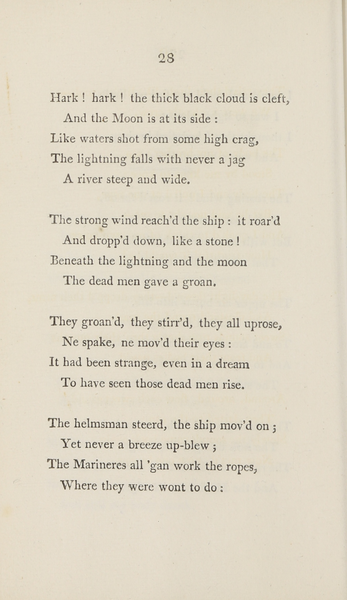 28
Hark ! hark ! the thick black cloud is cleft,
And the Moon is at its side :
Like waters shot from some high crag,
The lightning falls with never a jag
A river steep and wide.
The strong wind reach'd the ship : it roar'd
And dropp'd down, like a stone !
Beneath the lightning and the moon
The dead men gave a groan.
They groan'd, they stirr'd, they all uprose,
Ne spake, ne mov'd their eyes :
It had been strange, even in a dream
To have seen those dead men rise.
The helmsman steerd, the ship mov'd on ;
Yet never a breeze up-blew ;
The Marineres all 'gan work the ropes,
Where they were wont to do :